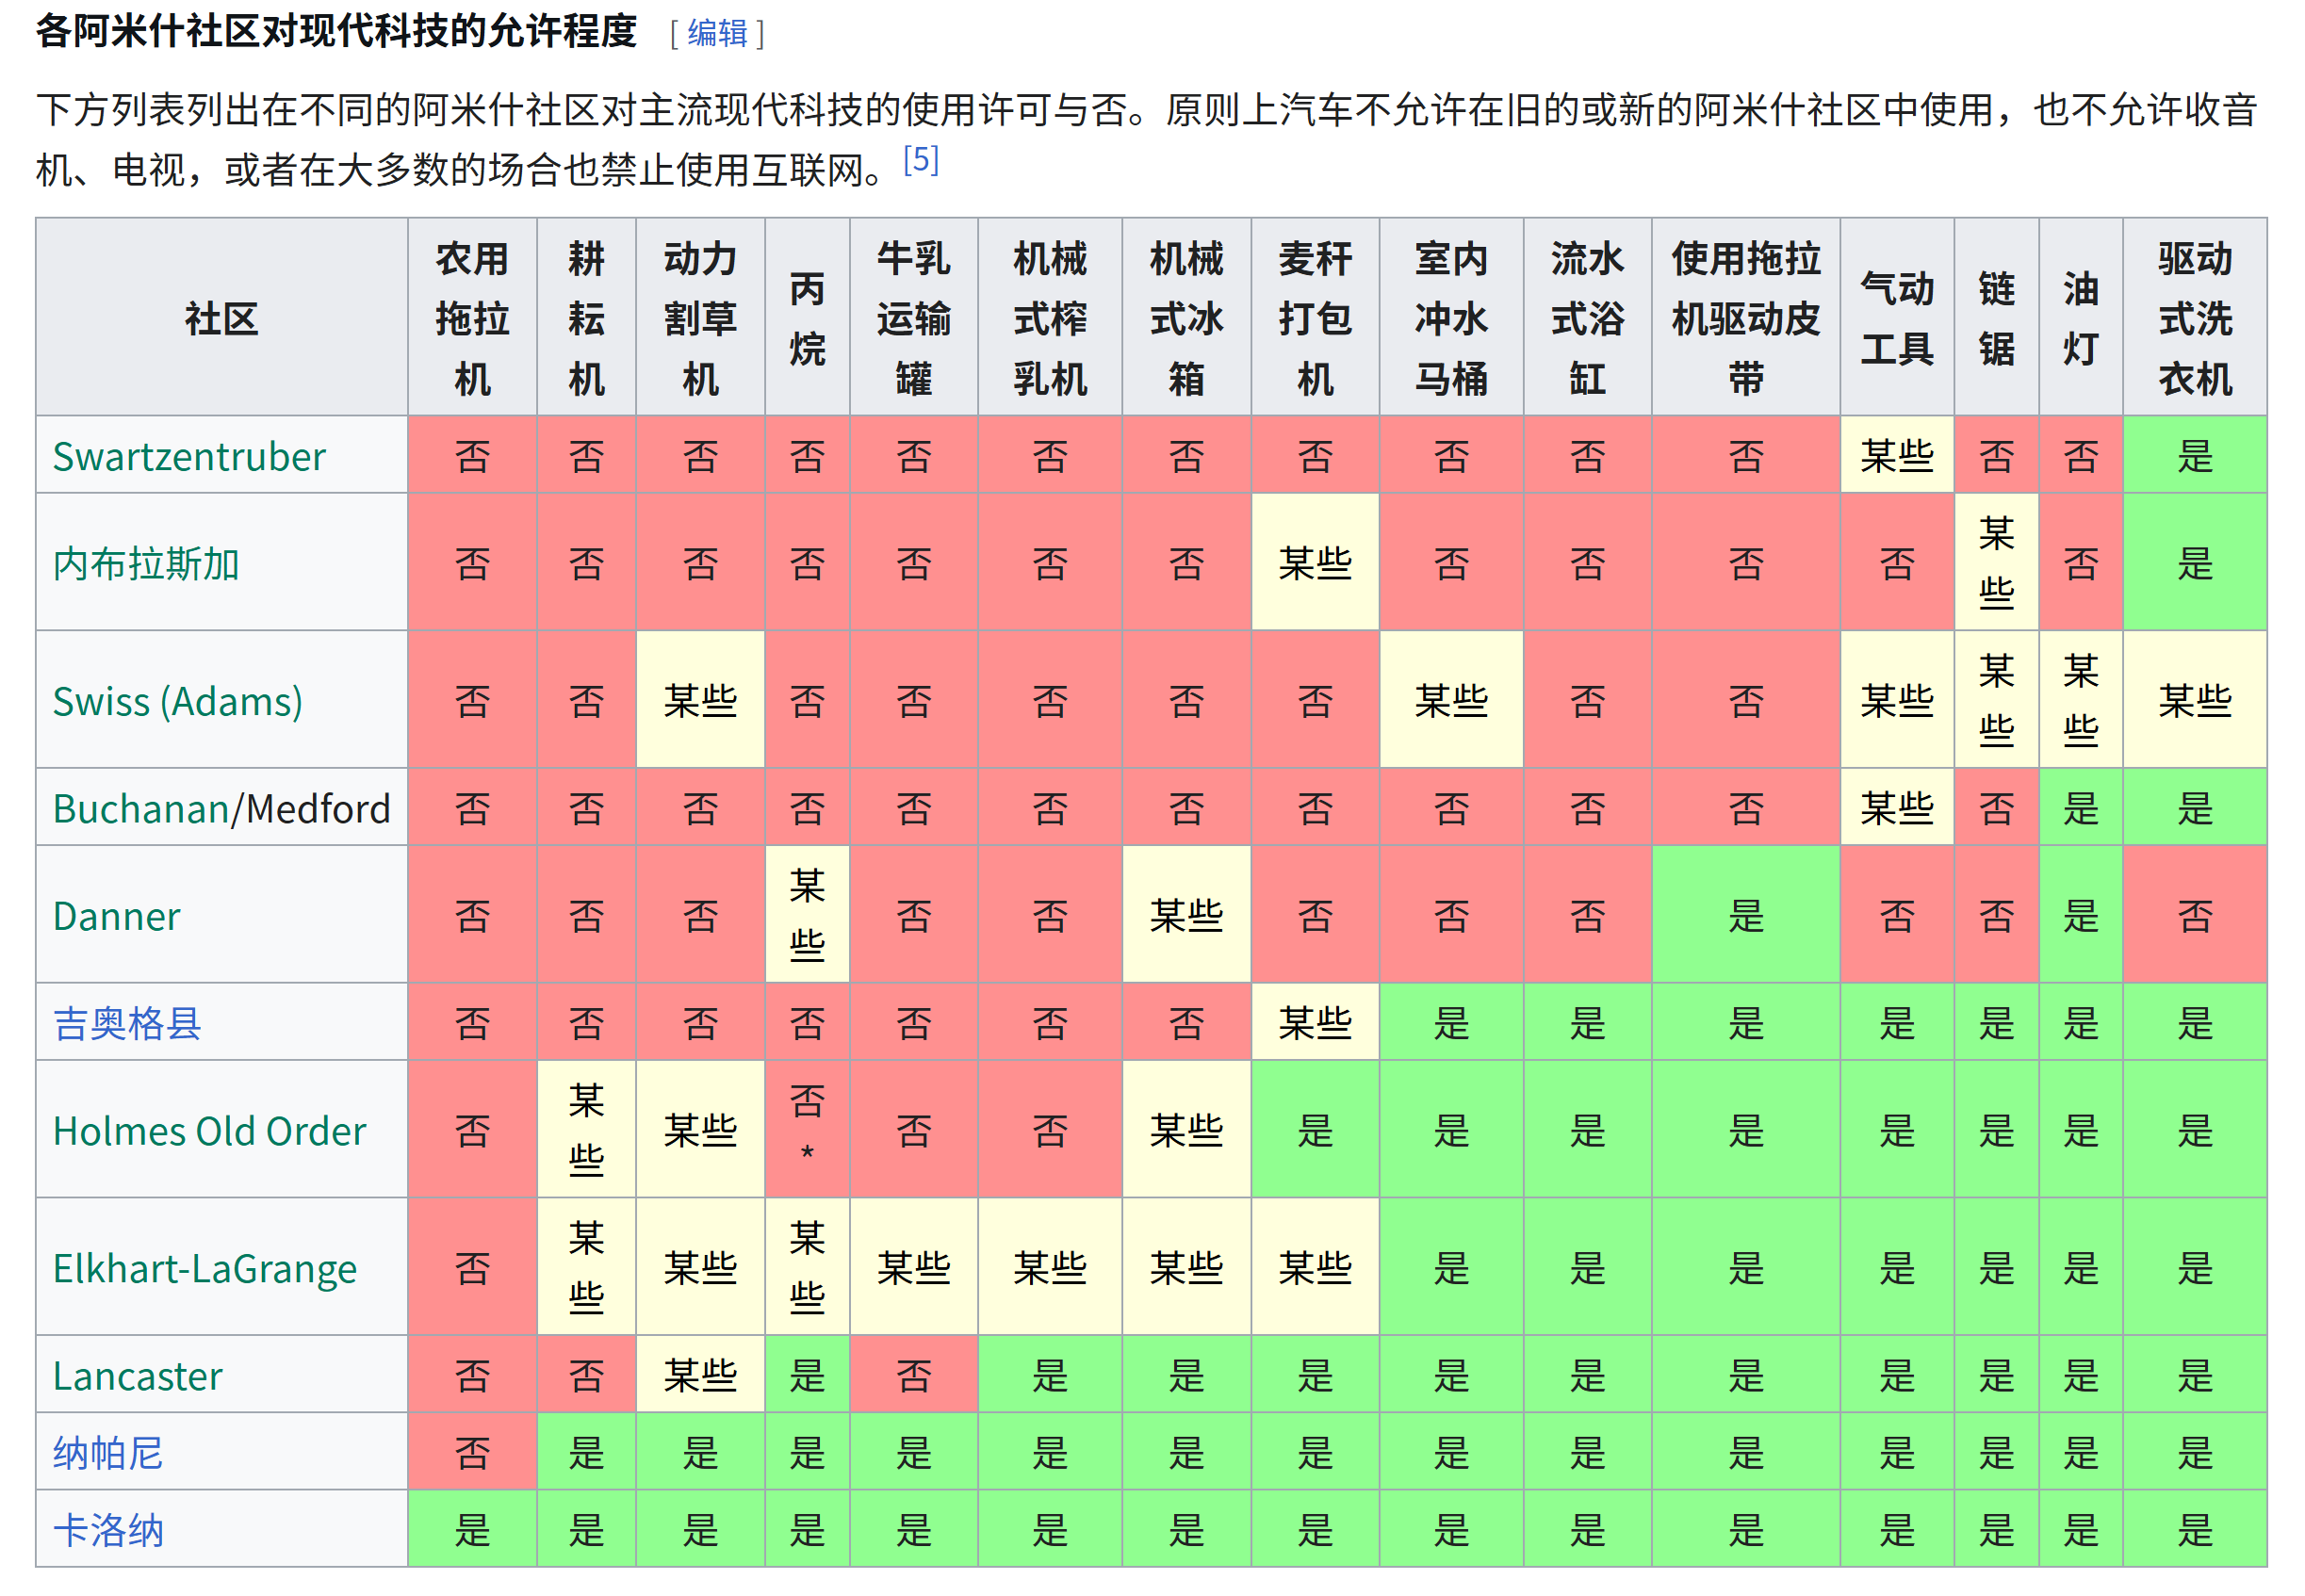 各阿米什社区对现代科技的允许程度 [ 编辑 ]
下方列表列出在不同的阿米什社区对主流现代科技的使用许可与否。原则上汽车不允许在旧的或新的阿米什社区中使用，也不允许收音
机、电视，或者在大多数的场合也禁止使用互联网。[5]
社区 农用拖拉机 耕耘机 动力割草机 丙烷 牛乳运输罐 机械式榨乳机 机械式冰箱 麦秆打包机 室内冲水马桶 流水式浴缸 使用拖拉机驱动皮带 气动工具 链锯 油灯 驱动式洗衣机
Swartzentruber 否 否 否 否 否 否 否 否 否 否 否 某些 否 否 是
内布拉斯加 否 否 否 否 否 否 否 某些 否 否 否 否 某些 否 是
Swiss (Adams) 否 否 某些 否 否 否 否 否 某些 否 否 某些 某些 某些 某些
Buchanan/Medford 否 否 否 否 否 否 否 否 否 否 否 某些 否 是 是
Danner 否 否 否 某些 否 否 某些 否 否 否 是 否 否 是 否
吉奥格县 否 否 否 否 否 否 否 某些 是 是 是 是 是 是 是
Holmes Old Order 否 某些 某些 否* 否 否 某些 是 是 是 是 是 是 是 是
Elkhart-LaGrange 否 某些 某些 某些 某些 某些 某些 某些 是 是 是 是 是 是 是
Lancaster 否 否 某些 是 否 是 是 是 是 是 是 是 是 是 是
纳帕尼 否 是 是 是 是 是 是 是 是 是 是 是 是 是 是
卡洛纳 是 是 是 是 是 是 是 是 是 是 是 是 是 是 是